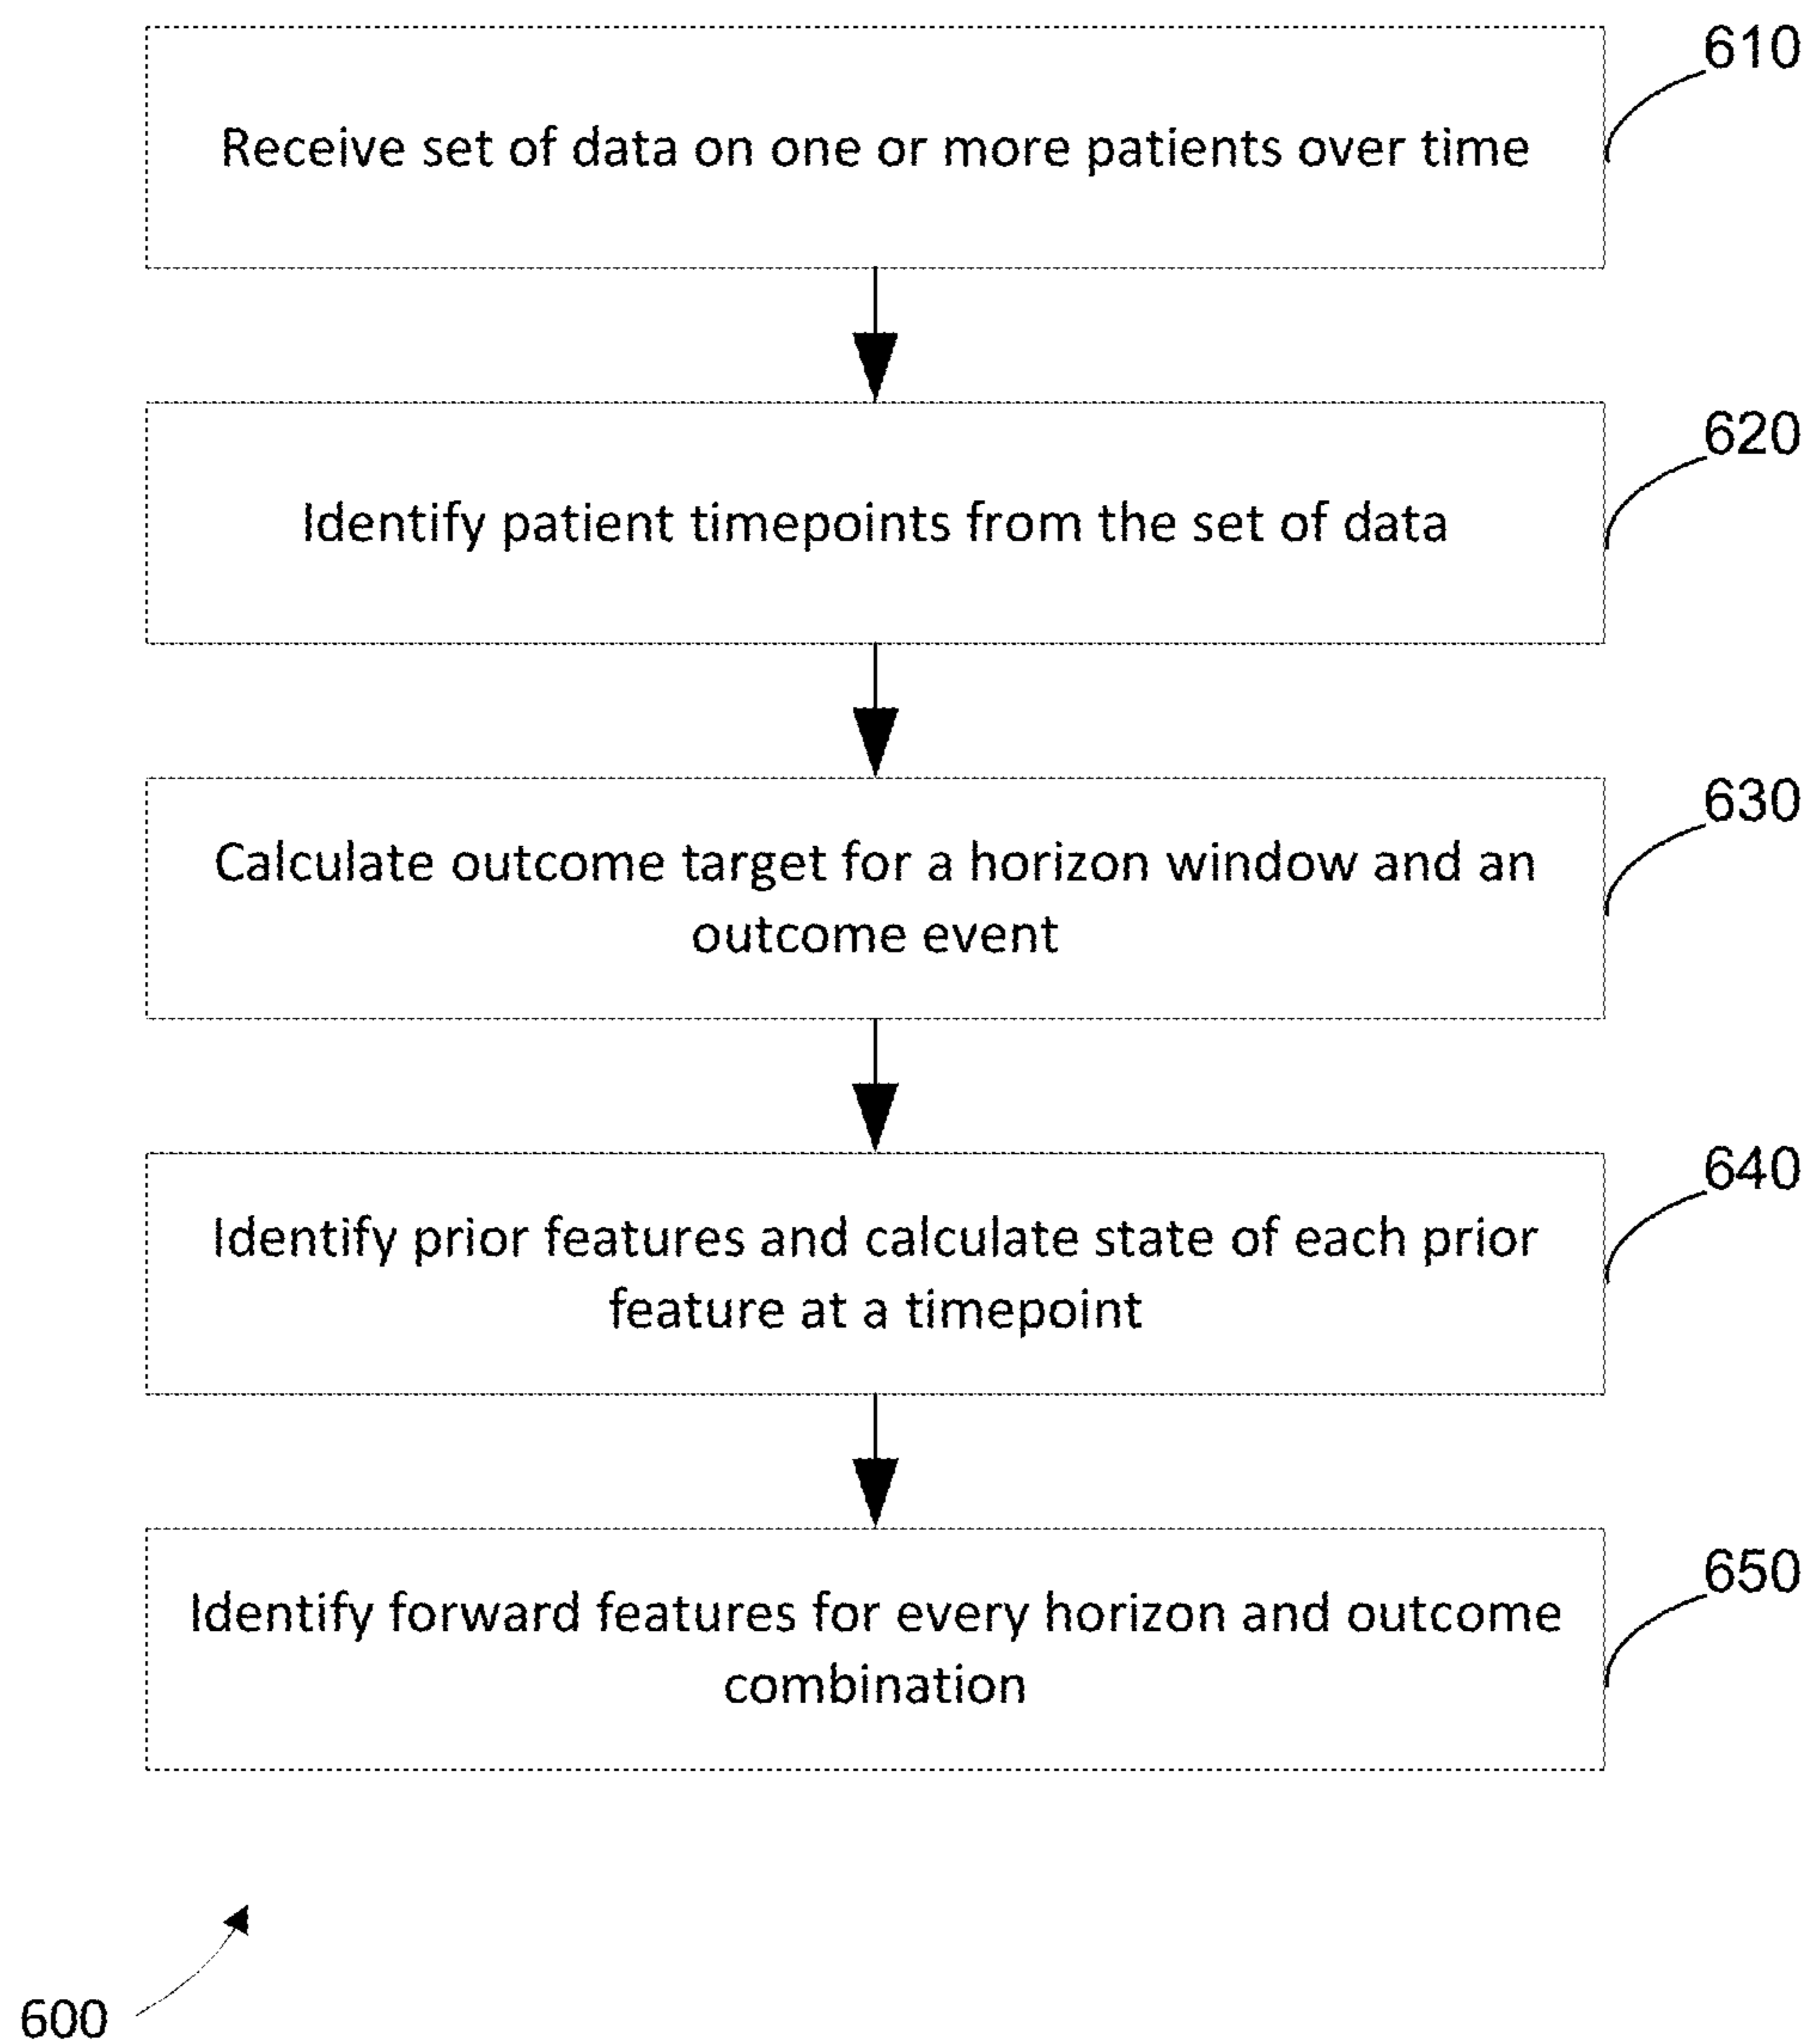 610
Receive set of data on one or more patients over time
620
Identify patient timepoints from the set of data
630
Calculate outcome target for a horizon window and an
outcome event
640
Identify prior features and calculate state of each prior
feature at a timepoint
650
Identify forward features for every horizon and outcome
combination
600